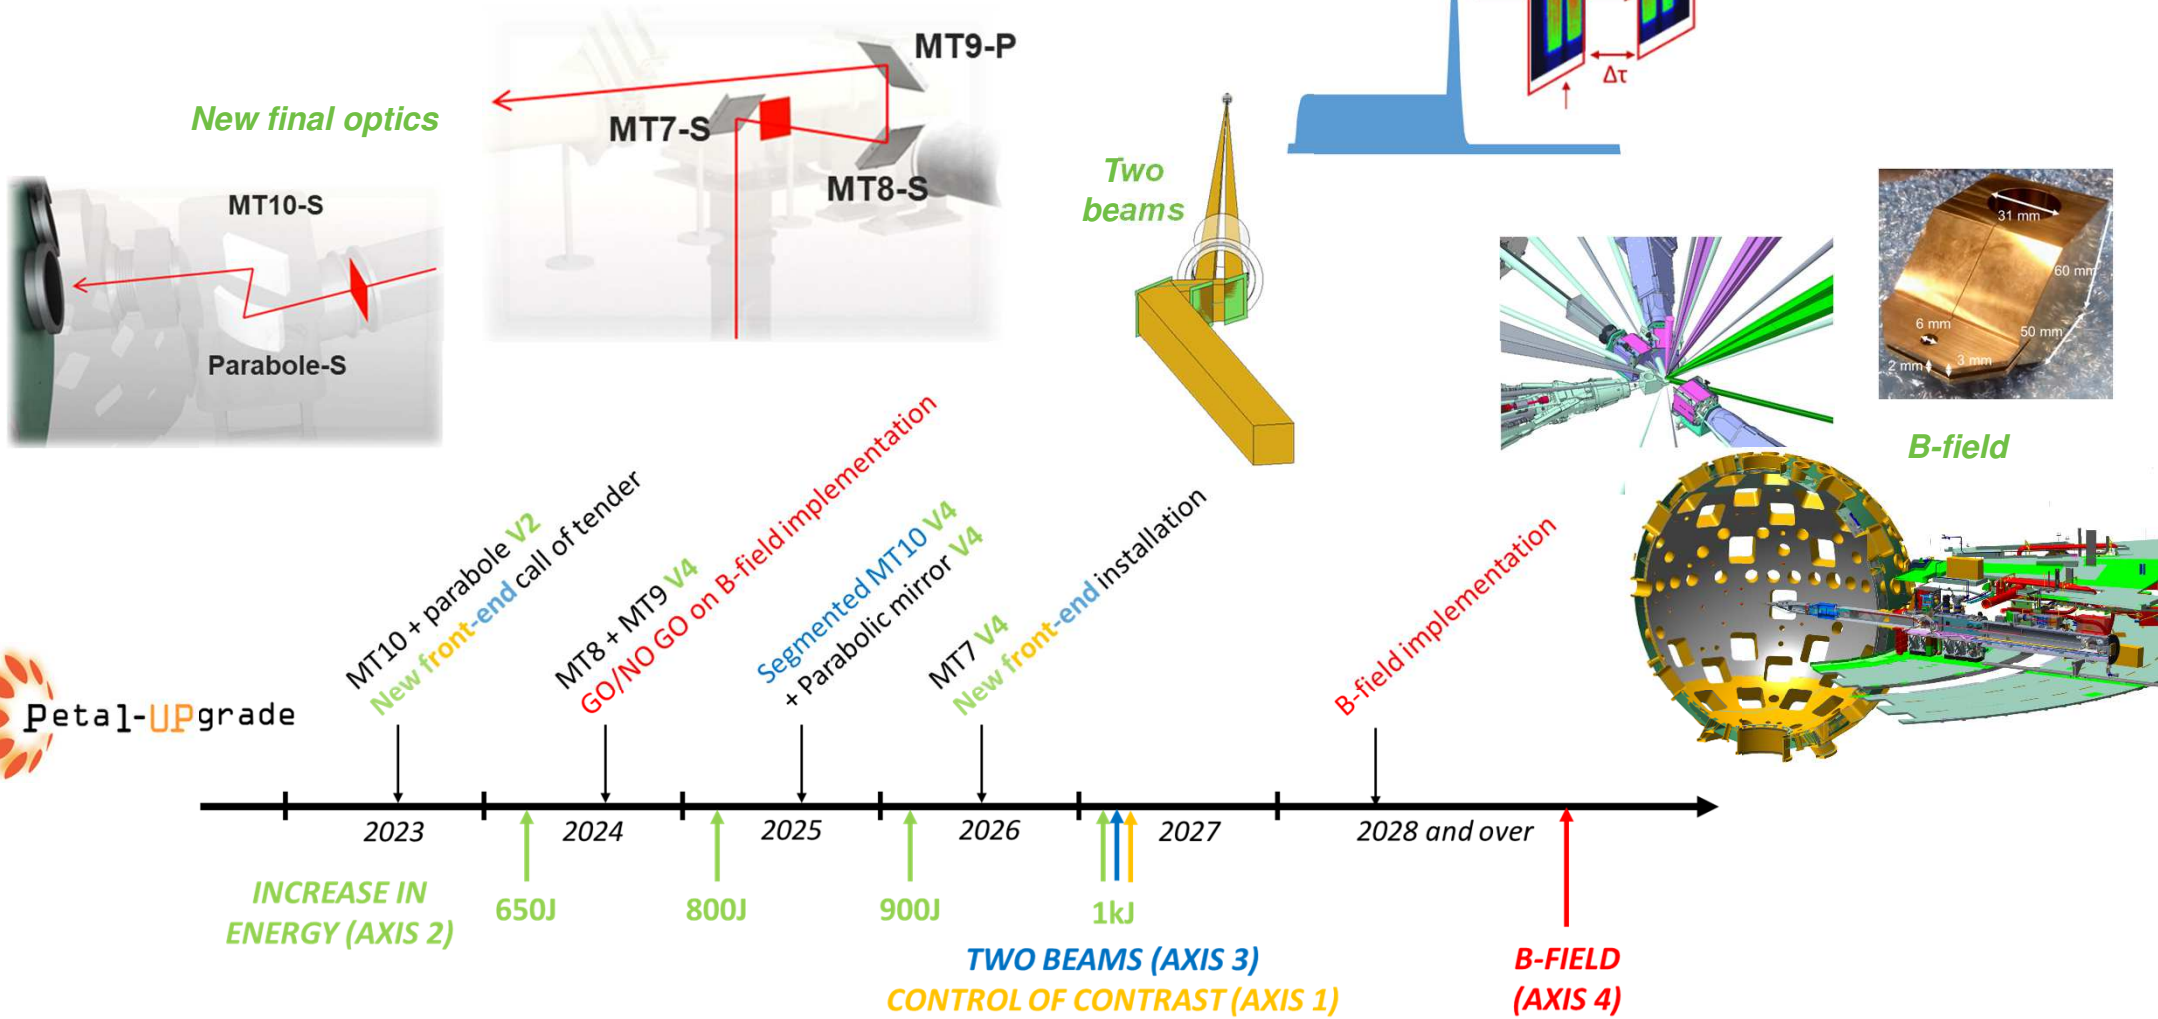 MT9-P
Δτ
New final optics
MT7-S
MT8-S
Two
beams
MT10-S
Parabole-S
31 mm
60 mm
6 mm
50 mm
3 mm
2 mm
B-field
MT10 + parabole V2
New front-end call of tender
MT8 + MT9 V4
GO/NO GO on B-field implementation
Segmented MT10 V4
+ Parabolic mirror V4
MT7 V4
New front-end installation
B-field implementation
Petal-UPgrade
2023
2024
2025
2026
2027
2028 and over
INCREASE IN
ENERGY (AXIS 2)
650J
800J
900J
1kJ
TWO BEAMS (AXIS 3)
CONTROL OF CONTRAST (AXIS 1)
B-FIELD
(AXIS 4)